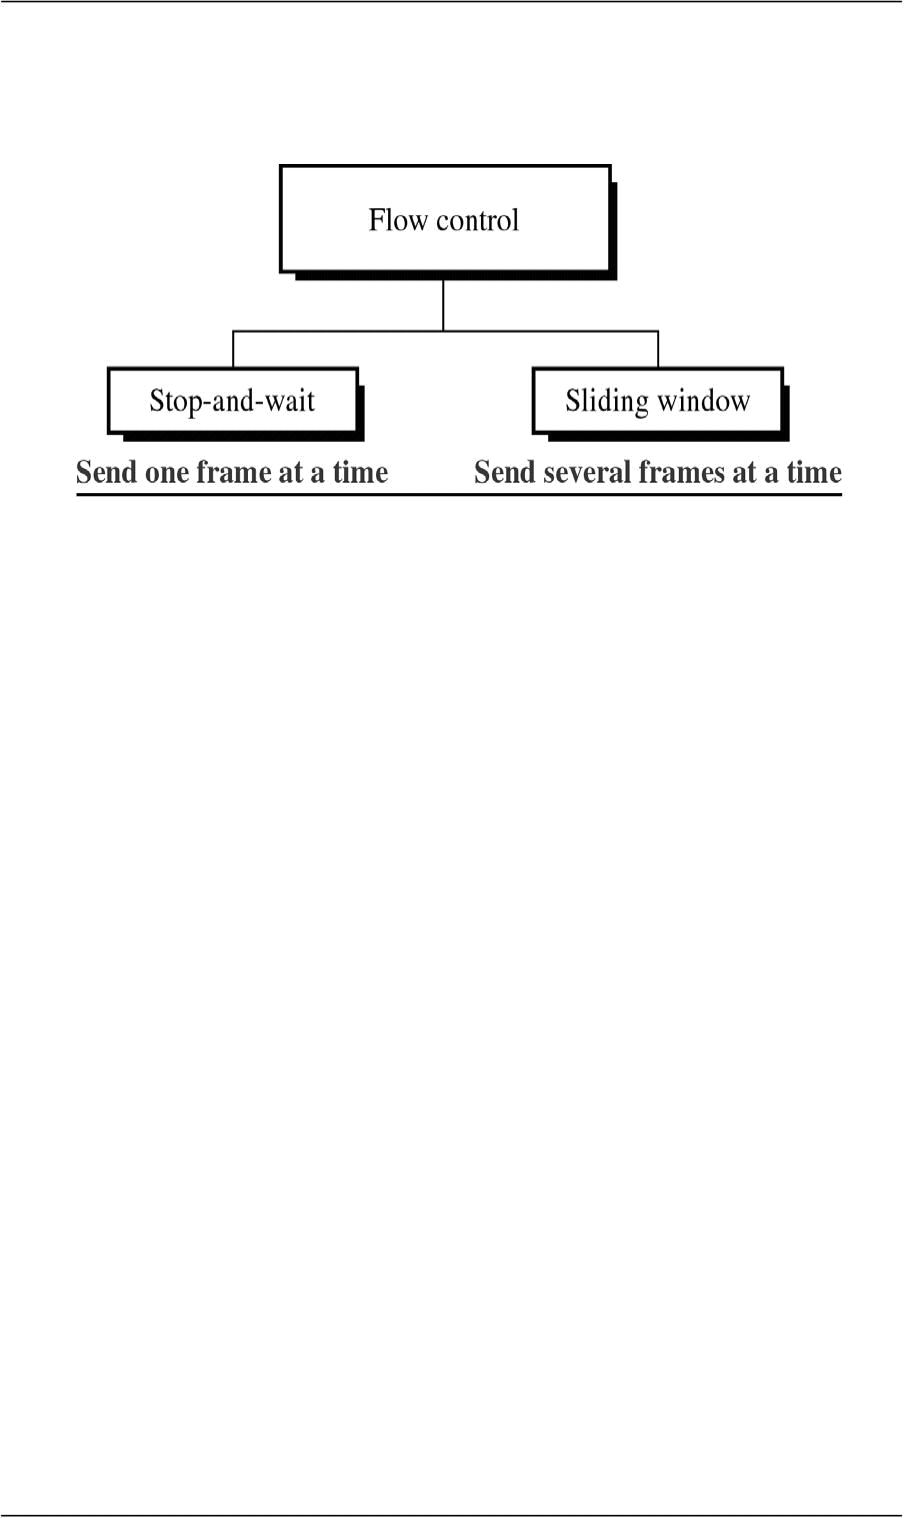 Flow control
Stop-and-wait
Sliding window
Send one frame at a time
Send several frames at a time